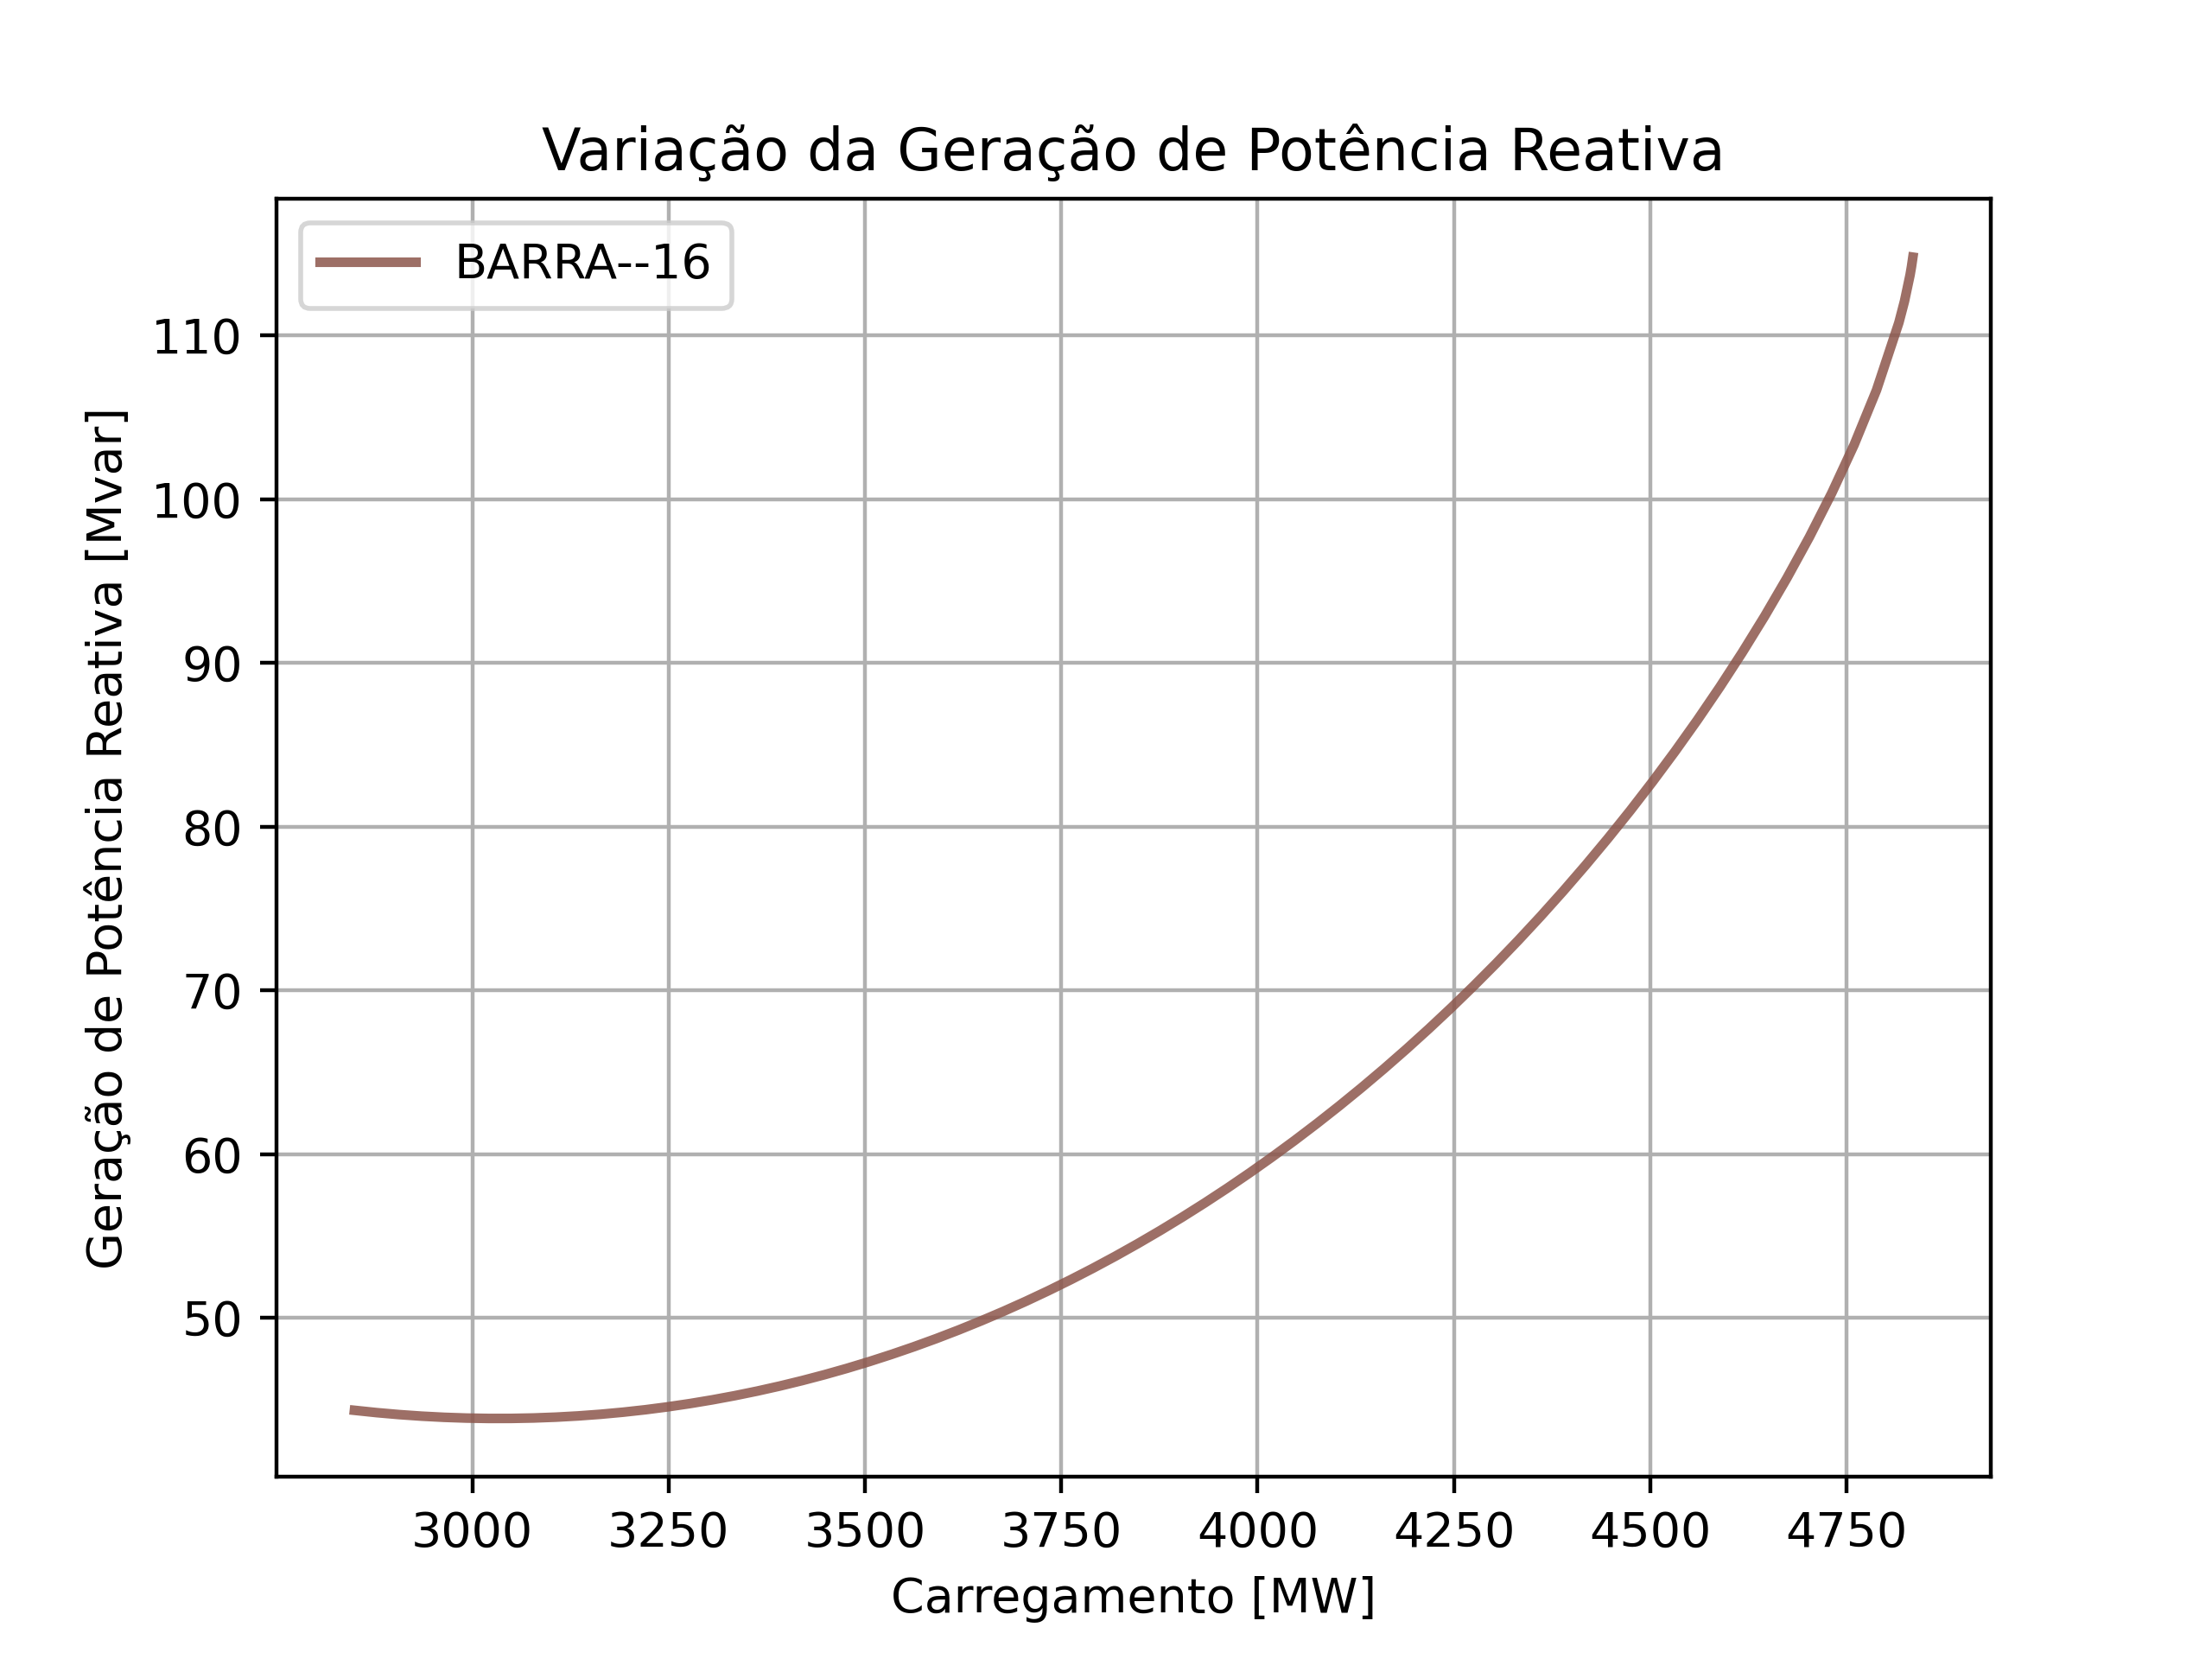 Variação da Geração de Potência Reativa
BARRA--16
Geração de Potência Reativa [Mvar]
110
100
90
80
70
60
50
3000 3250 3500 3750 4000 4250 4500 4750
Carregamento [MW]